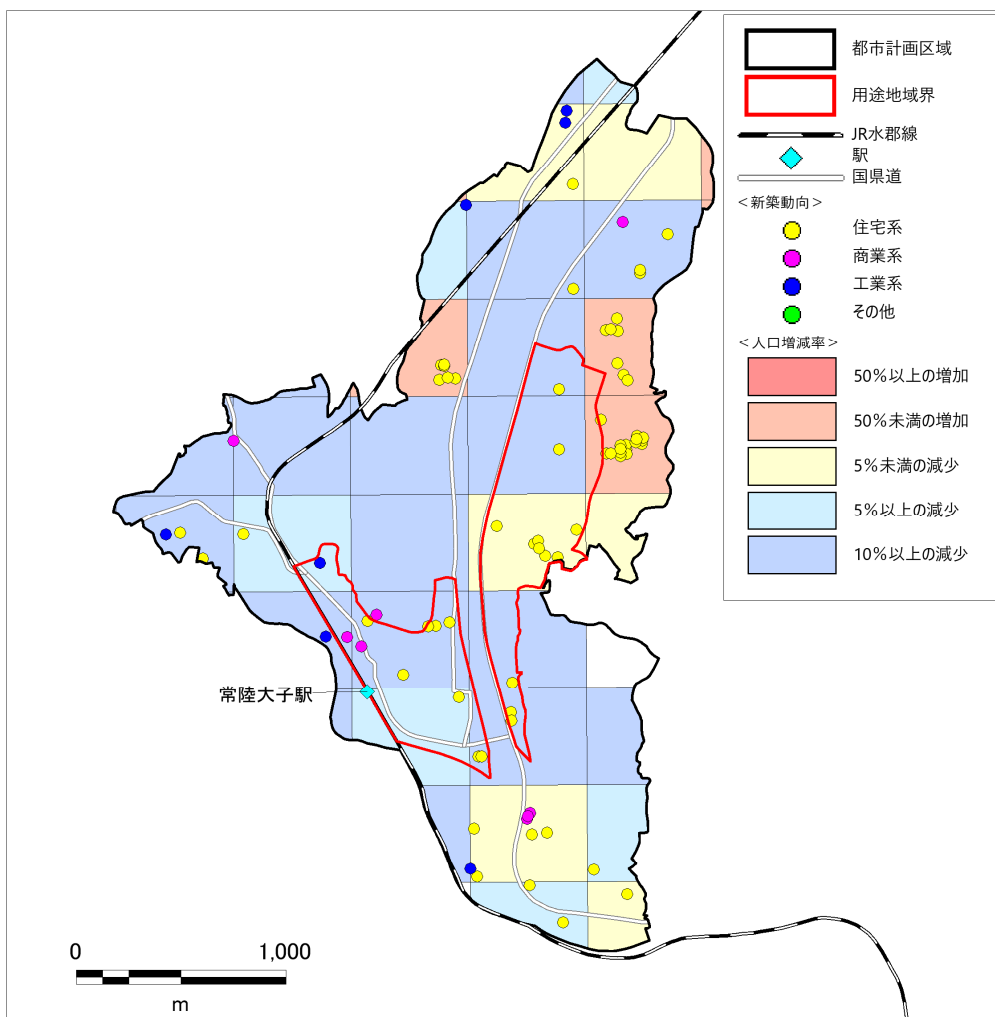 都市計画区域
用途地域界
JR水郡線
駅
国県道
<新築動向>
住宅系
商業系
工業系
その他
<人口増減率>
50%以上の増加
50%未満の増加
5%未満の減少
5%以上の減少
10%以上の減少
常陸大子駅
0 1,000
m